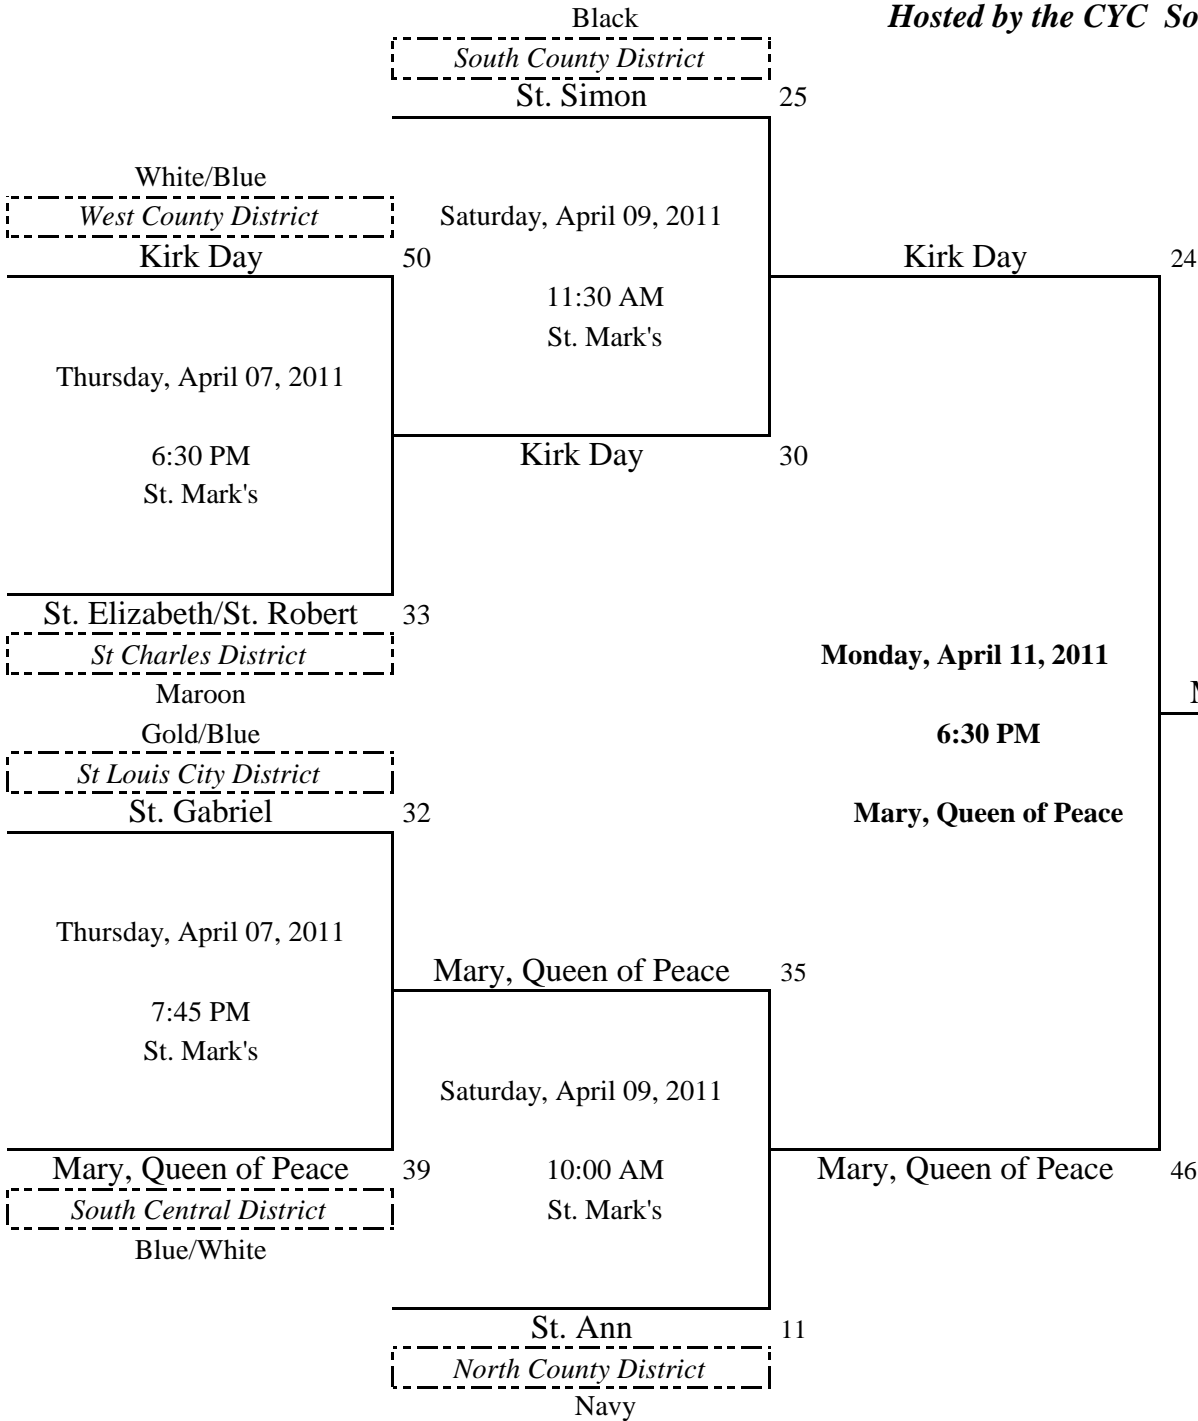 Black
Hosted by the CYC
South County District
St. Simon 25
White/Blue
West County District
Saturday, April 09, 2011
Kirk Day 50
Kirk Day 24
11:30 AM
St. Mark's
Thursday, April 07, 2011
6:30 PM
Kirk Day 30
St. Mark's
St. Elizabeth/St. Robert 33
St Charles District
Monday, April 11, 2011
Maroon
Gold/Blue
6:30 PM
St Louis City District
St. Gabriel 32
Mary, Queen of Peace
Thursday, April 07, 2011
Mary, Queen of Peace 35
7:45 PM
St. Mark's
Saturday, April 09, 2011
Mary, Queen of Peace 39
10:00 AM
Mary, Queen of Peace 46
South Central District
St. Mark's
Blue/White
St. Ann 11
North County District
Navy